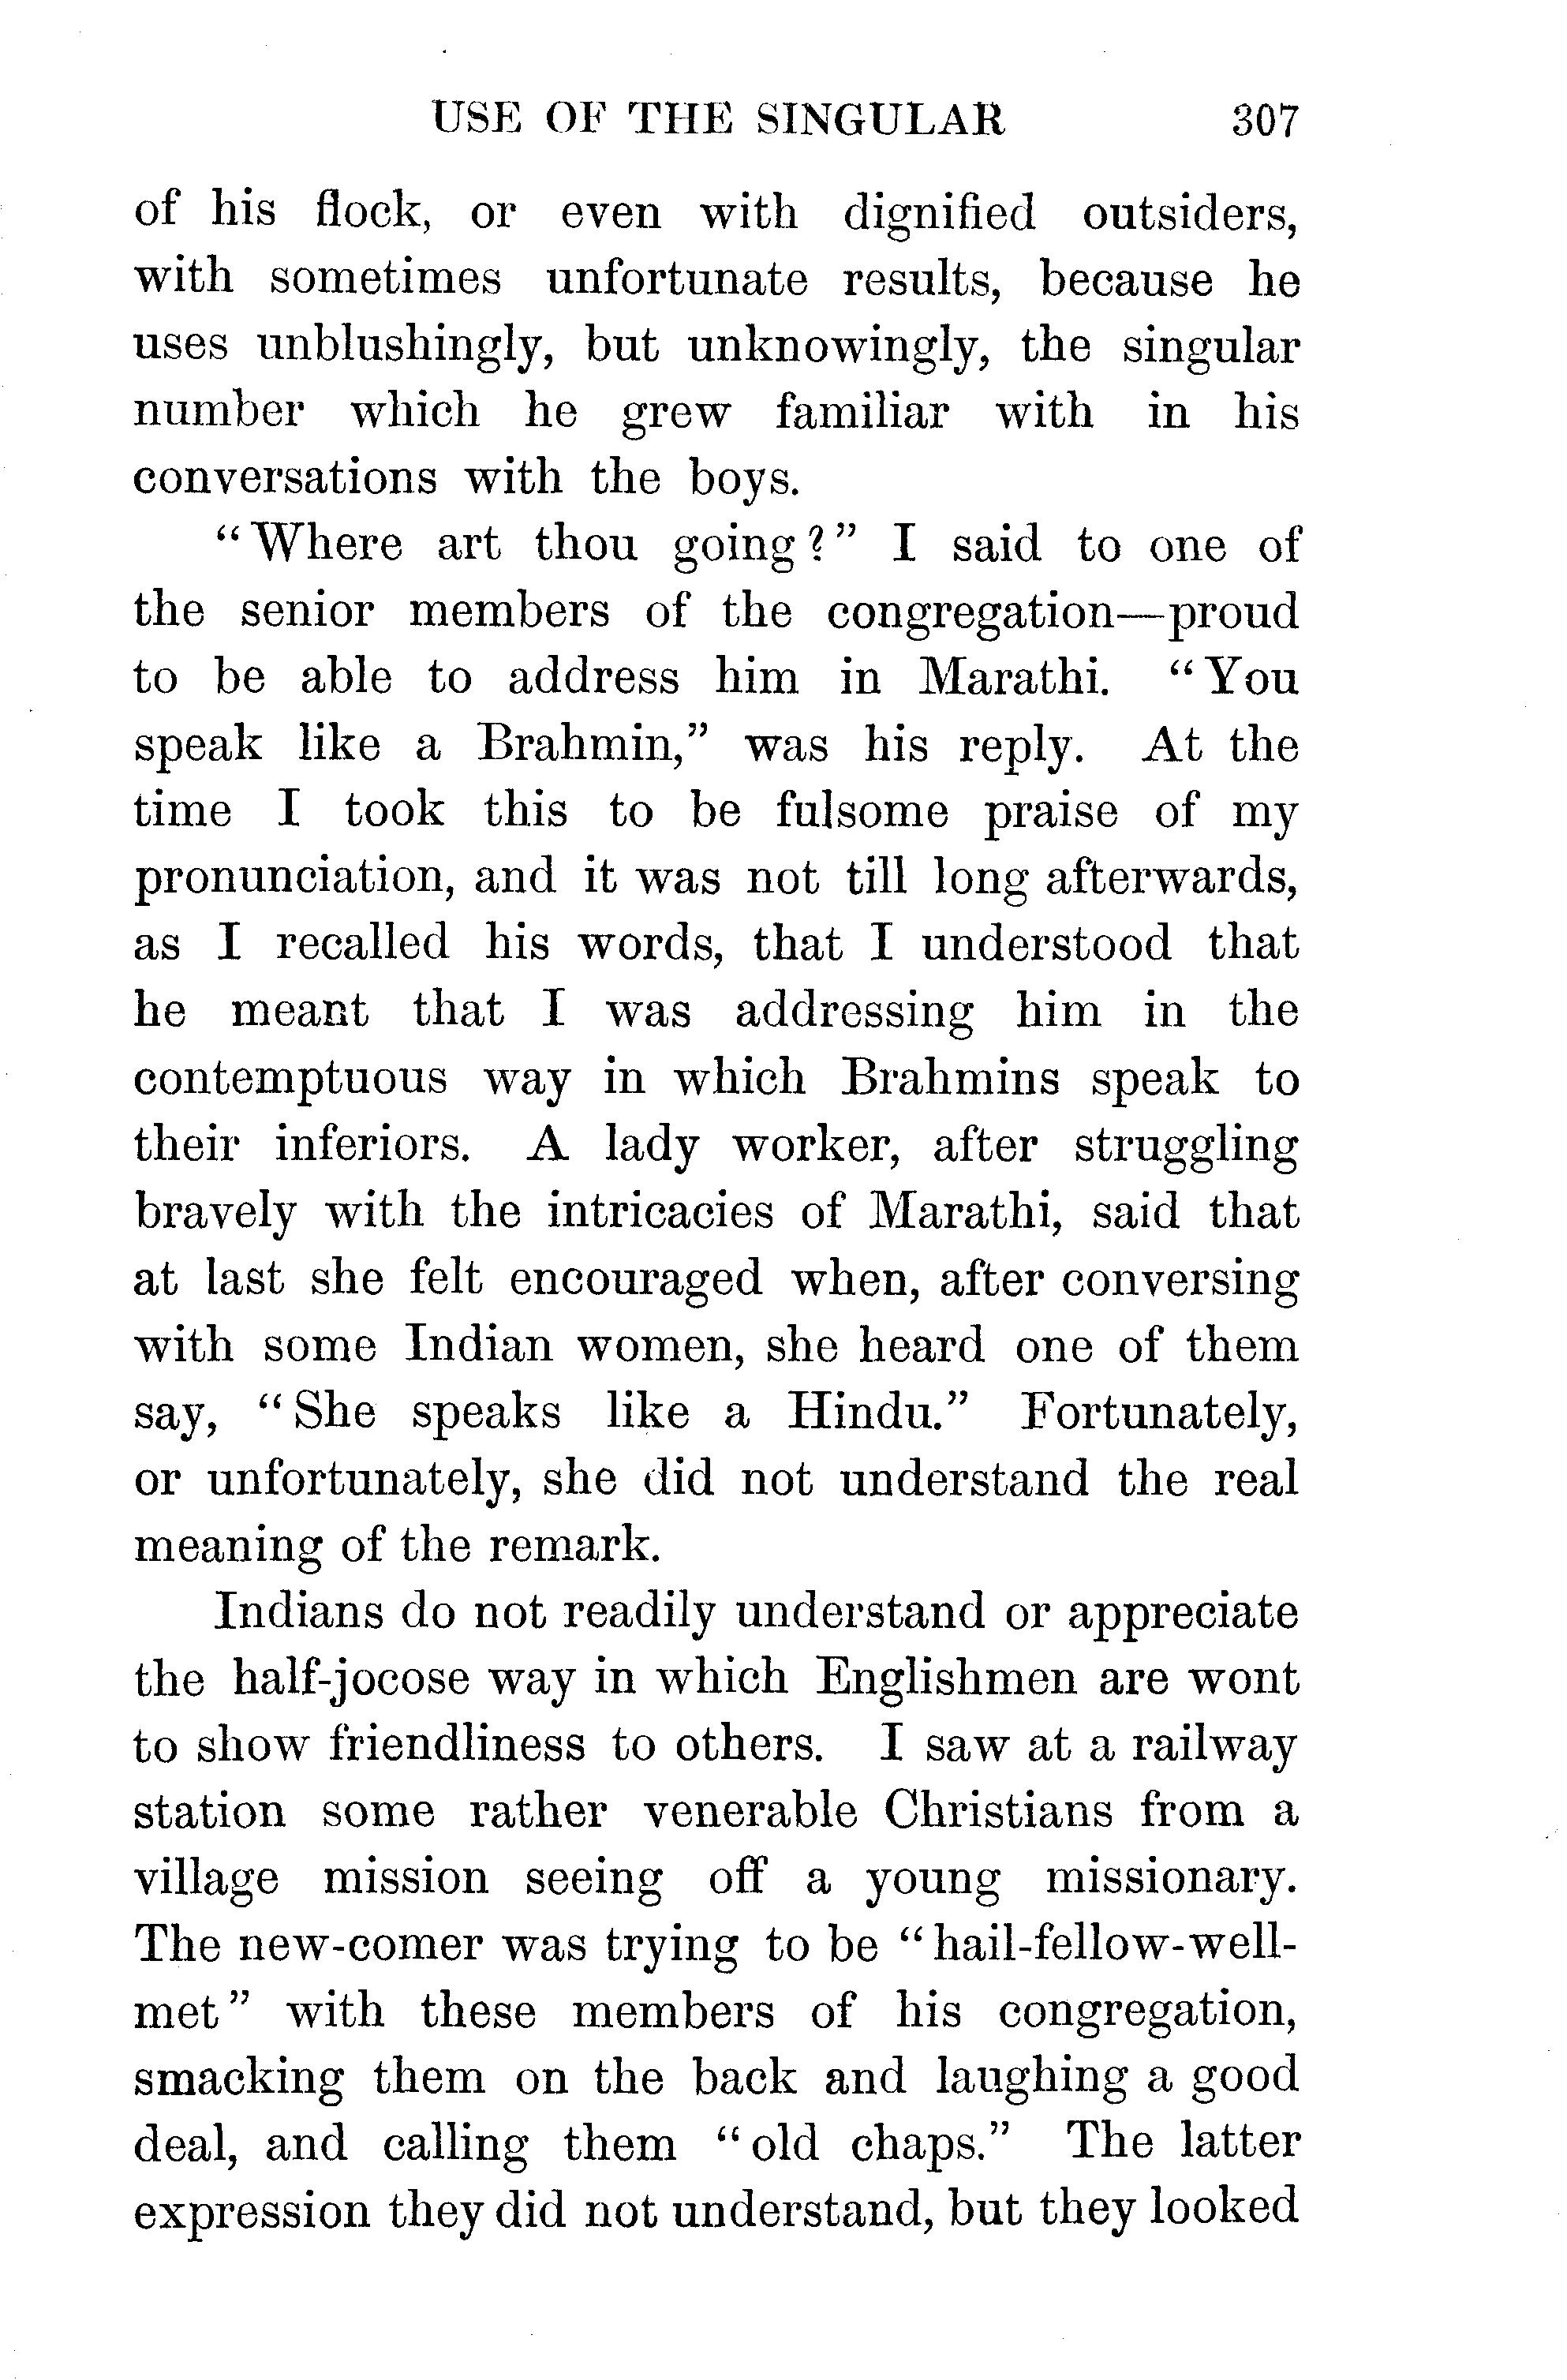 USE OF THE SINGULAR 307
of his flock, or even with dignified outsiders,
with sometimes unfortunate results, because he
uses unblushingly, but unknowingly, the singular
number which he grew familiar with in his
conversations with the boys.
“Where art thou going?” I said to one of
the senior members of the congregation—proud
to be able to address him in Marathi. “You
speak like a Brahmin,” was his reply. At the
time I took this to be fulsome praise of my
pronunciation, and it was not till long afterwards,
as I recalled his words, that I understood that
he meant that I was addressing him in the
contemptuous way in which Brahmins speak to
their inferiors. A lady worker, after struggling
bravely with the intricacies of Marathi, said that
at last she felt encouraged when, after conversing
with some Indian women, she heard one of them
say, “She speaks like a Hindu.” Fortunately,
or unfortunately, she did not understand the real
meaning of the remark.
Indians do not readily understand or appreciate
the half-jocose way in which Englishmen are wont
to show friendliness to others. I saw at a railway
station some rather venerable Christians from a
village mission seeing off a young missionary.
The new-comer was trying to be “hail-fellow-well-
met” with these members of his congregation,
smacking them on the back and laughing a good
deal, and calling them “old chaps.” The latter
expression they did not understand, but they looked